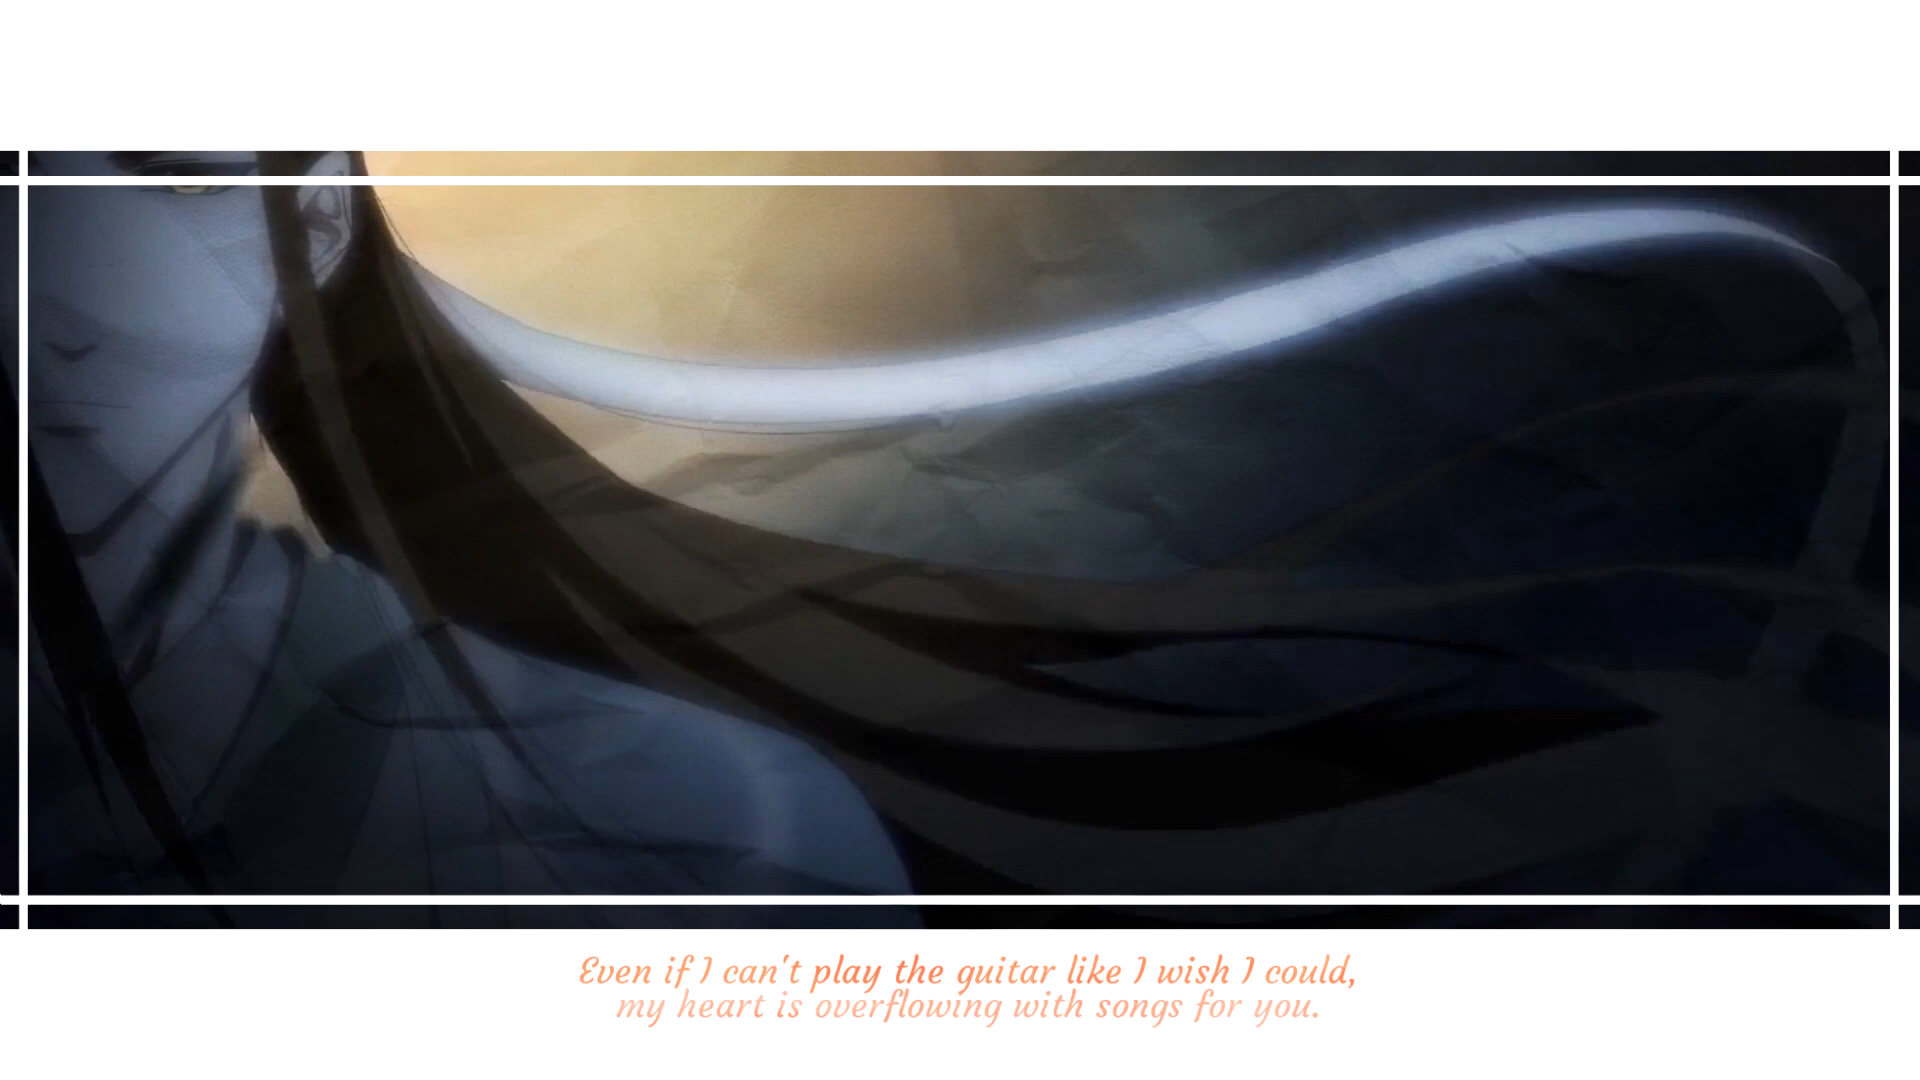 Even if I can't play the guitar like I wish I could,
my heart is overflowing with songs for you.